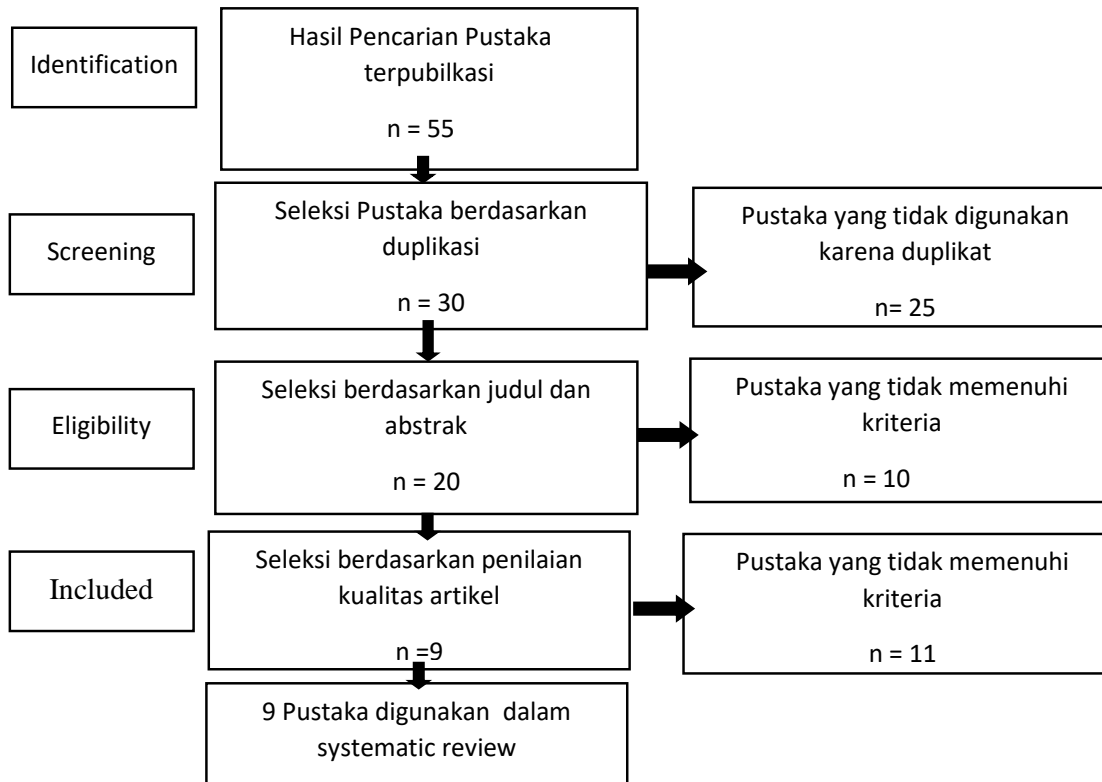 Identification
Hasil Pencarian Pustaka
terpubilkasi
n = 55
Screening
Seleksi Pustaka berdasarkan
duplikasi
n = 30
Pustaka yang tidak digunakan
karena duplikat
n= 25
Eligibility
Seleksi berdasarkan judul dan
abstrak
n = 20
Pustaka yang tidak memenuhi
kriteria
n = 10
Included
Seleksi berdasarkan penilaian
kualitas artikel
n =9
Pustaka yang tidak memenuhi
kriteria
n = 11
9 Pustaka digunakan  dalam
systematic review